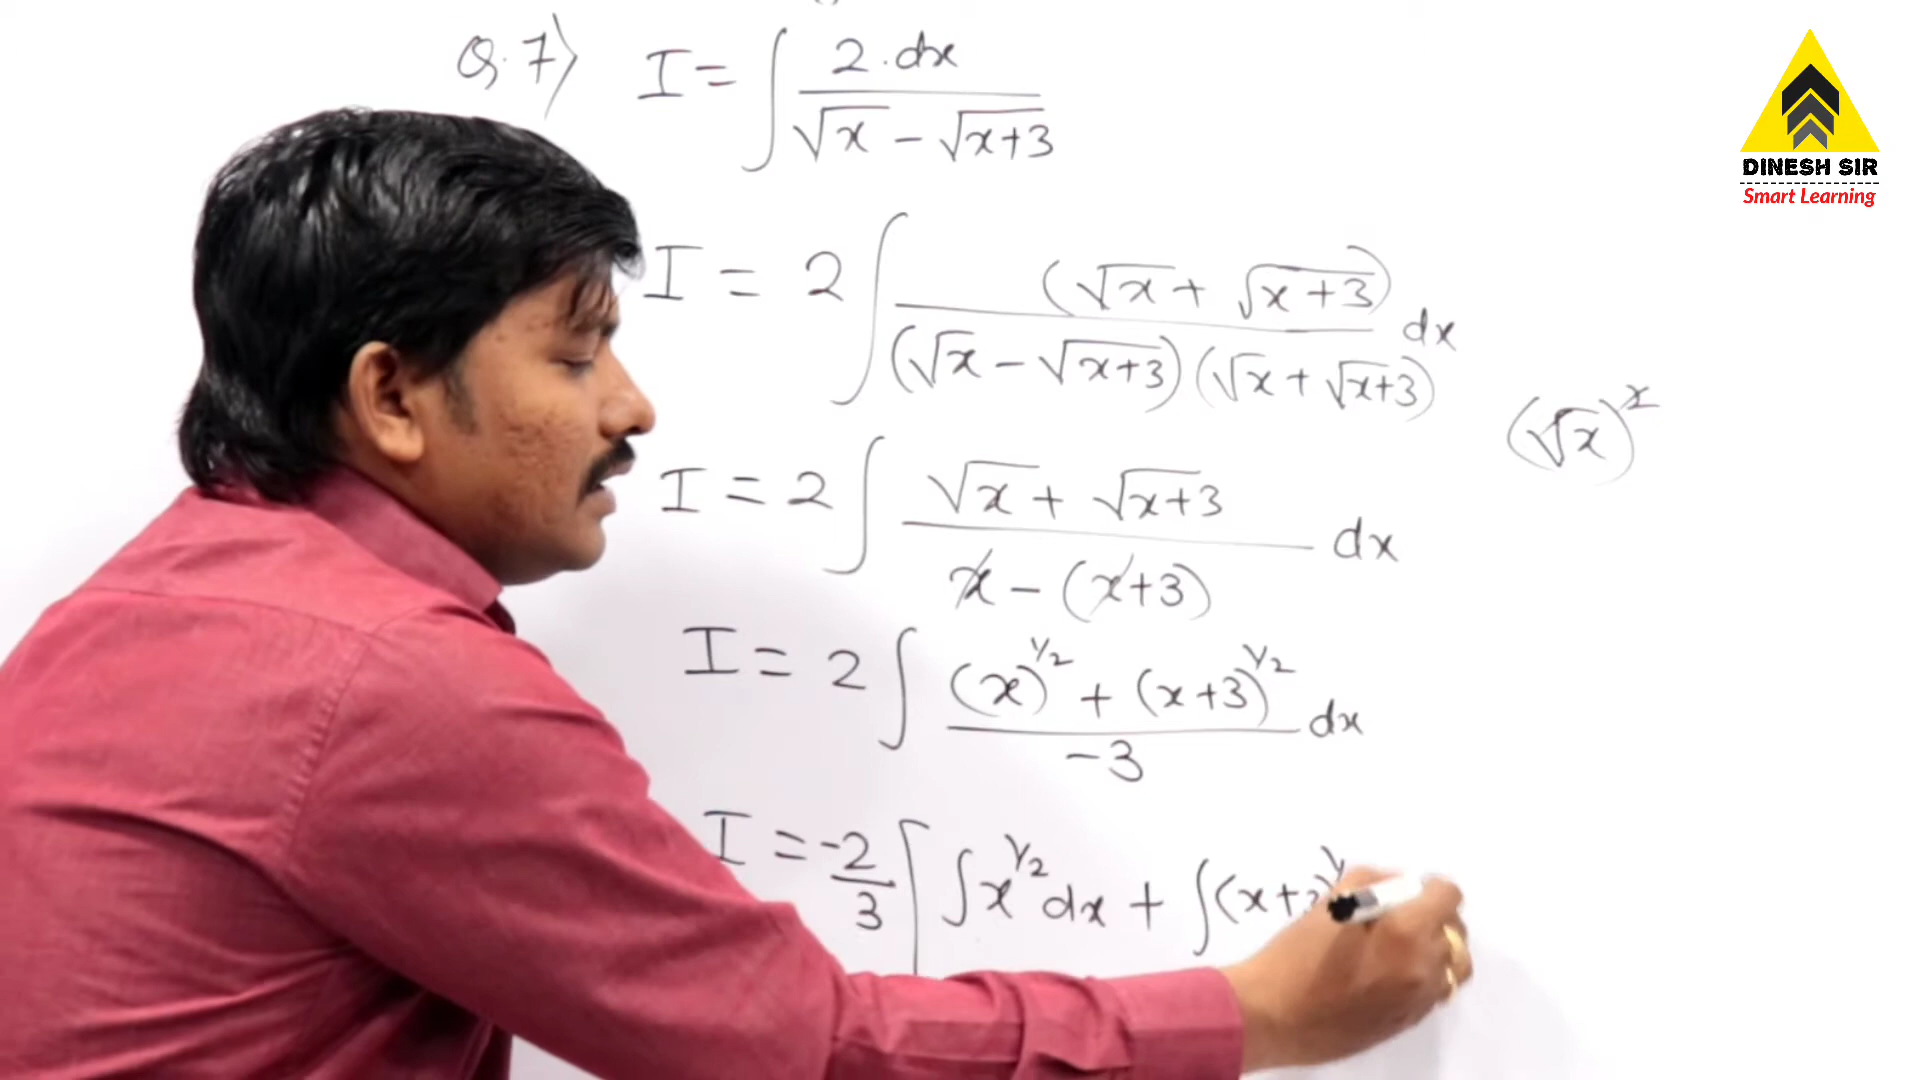 Q.7) I = ∫ 2.dx / (√x − √(x+3))
I = 2 ∫ (√x + √(x+3)) / ((√x − √(x+3)) (√x + √(x+3))) dx
(√x)²
I = 2 ∫ (√x + √(x+3)) / (x − (x+3)) dx
I = 2 ∫ ((x)^1/2 + (x+3)^1/2) / −3 dx
I = −2/3 [ ∫ x^1/2 dx + ∫ (x+3)
DINESH SIR
Smart Learning